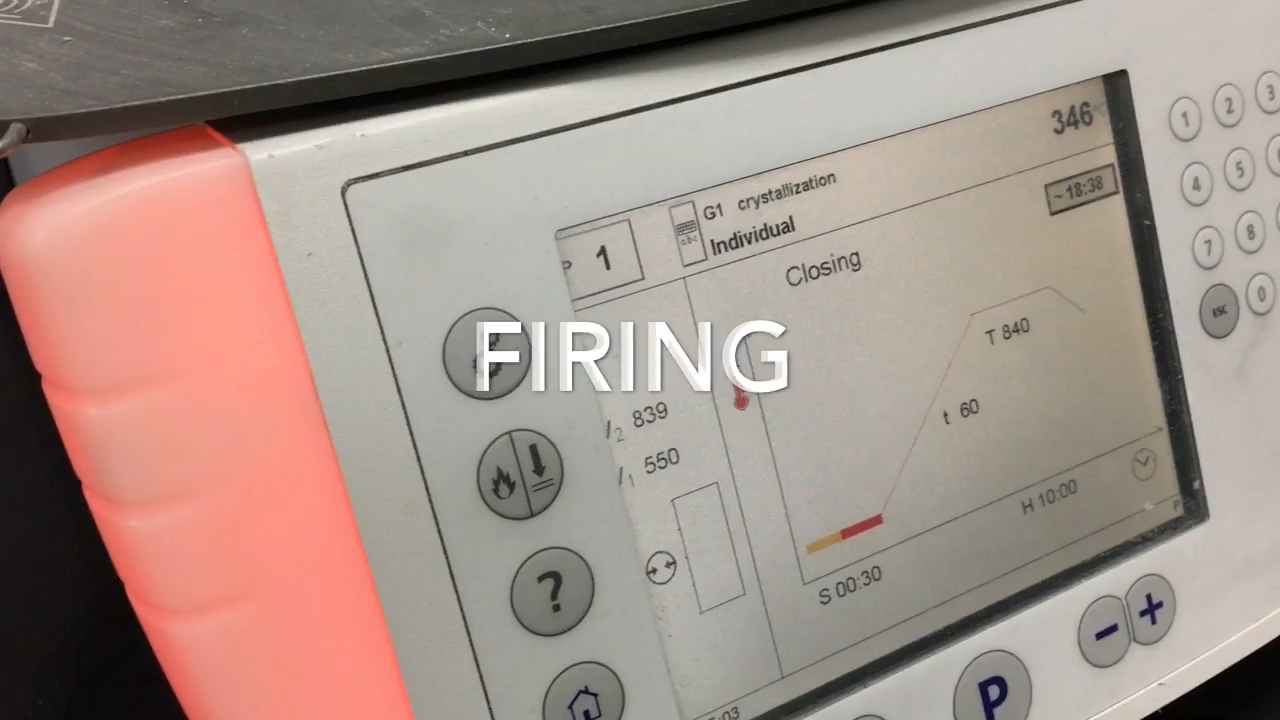 346
1
G1 crystallization
Individual
~ 18:38
Closing
FIRING
T 840
839
t 60
550
H 10:00
S 00:30
P
1
2
3
4
5
7
8
ESC
0
?
P
- +